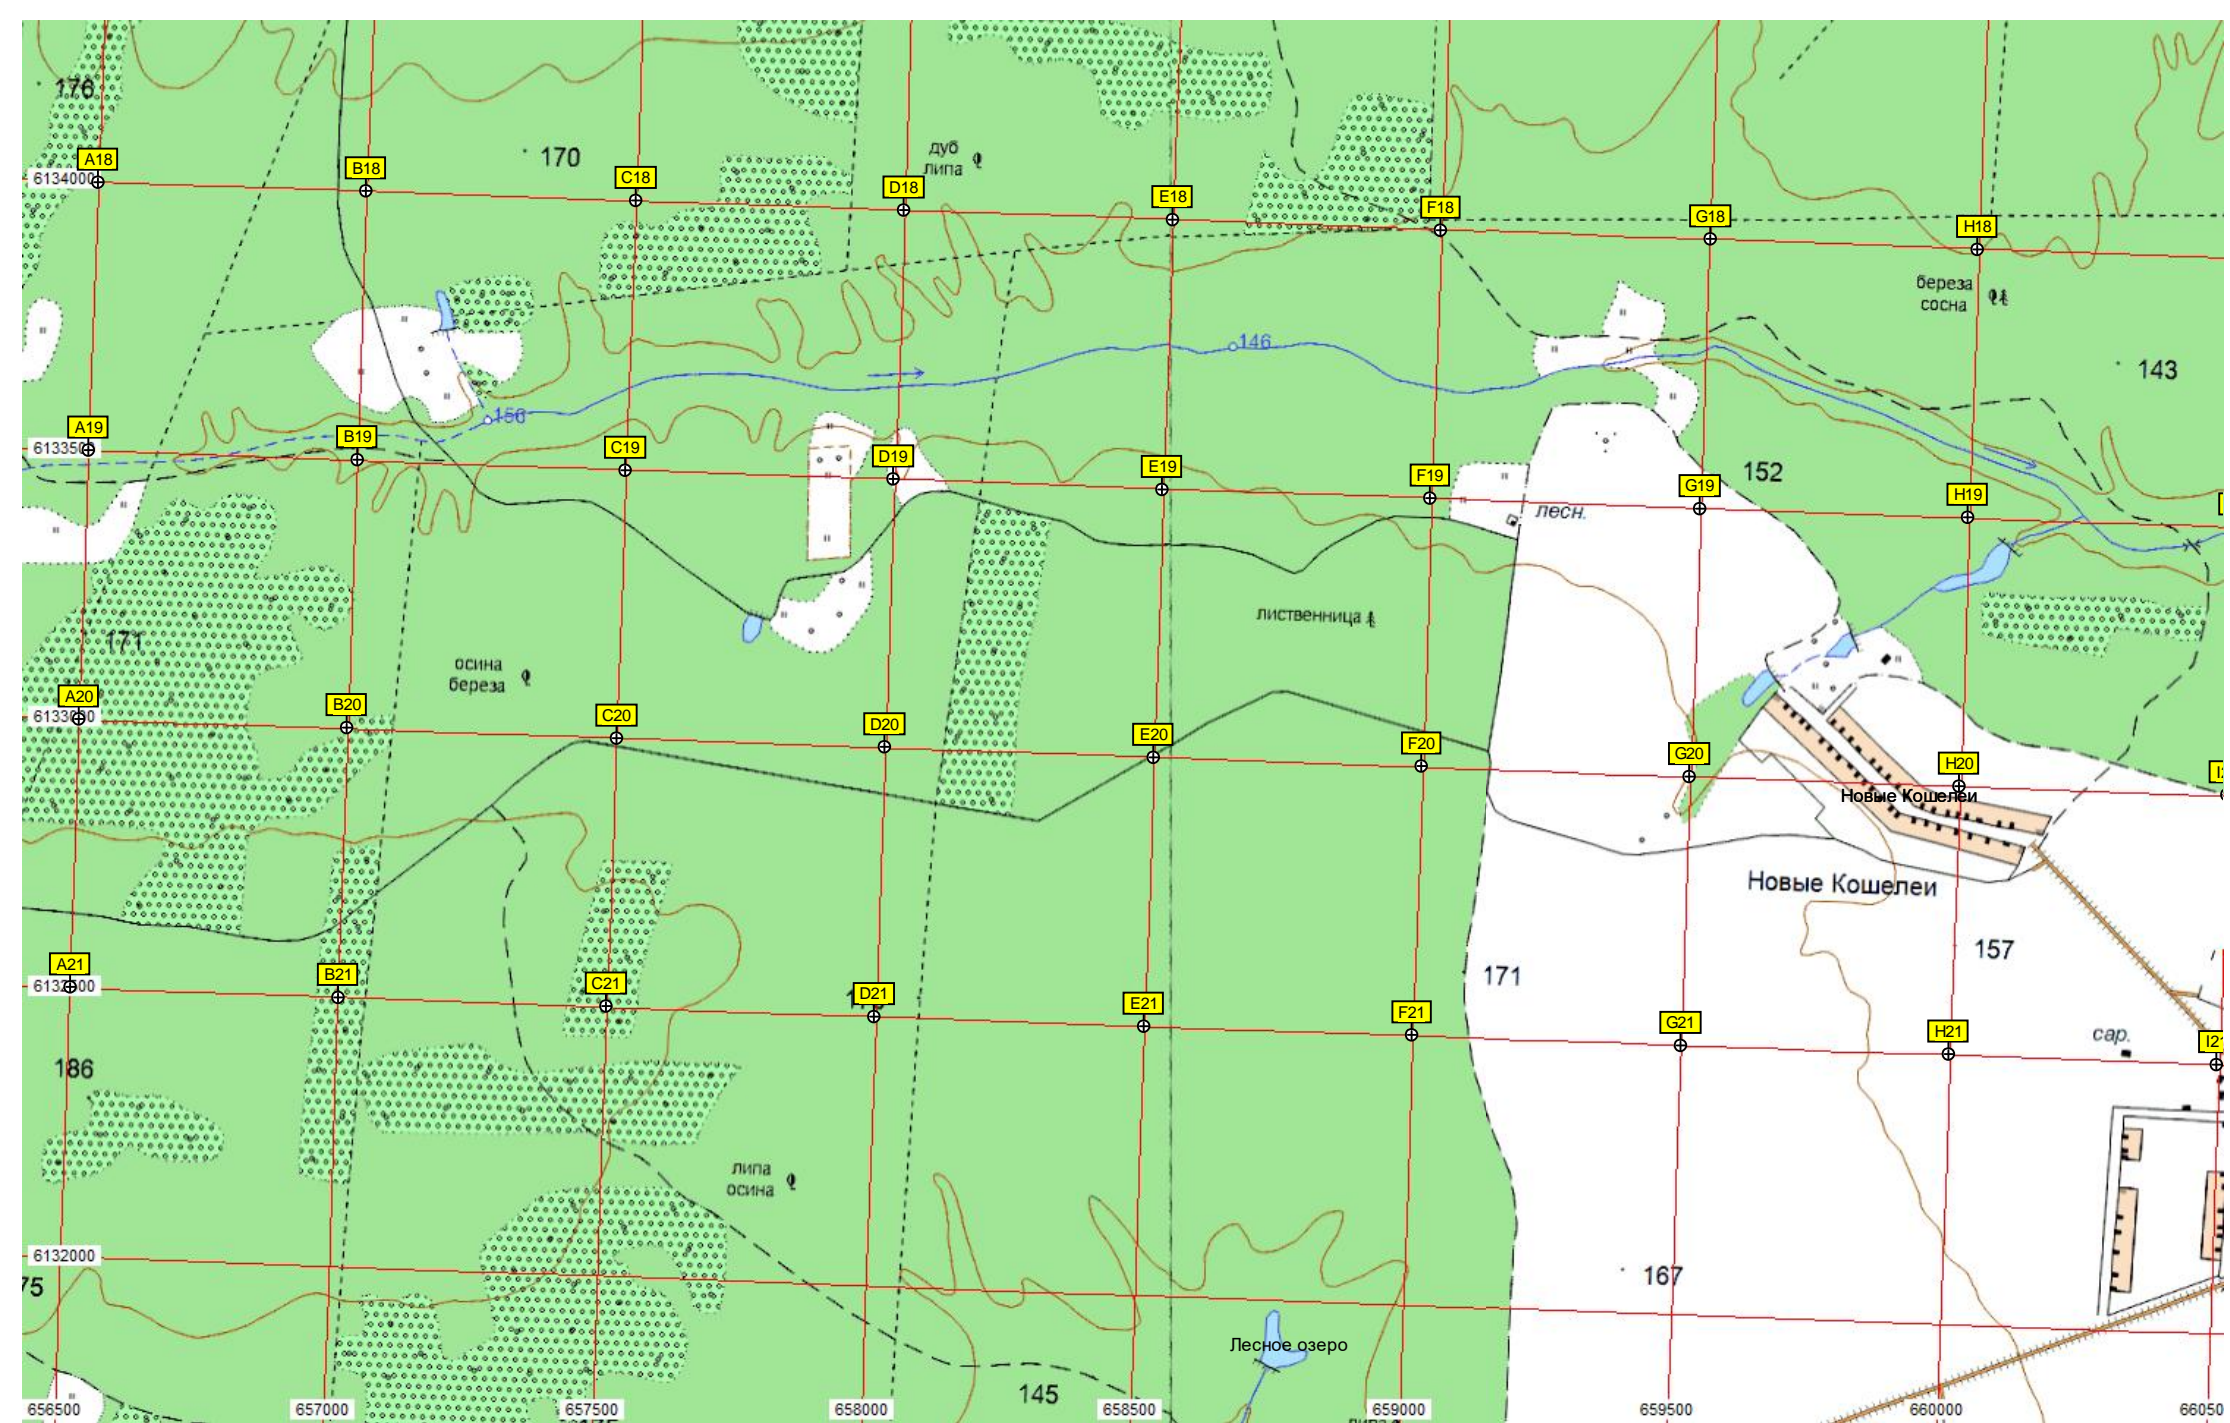 176
A18
6134000
B18
170
C18
дуб
липа
D18
E18
F18
G18
H18
береза
сосна
146
143
156
A19
6133500
B19
C19
D19
E19
F19
G19
152
H19
лесн.
171
лиственница
осина
береза
A20
B20
C20
D20
E20
F20
G20
H20
Новые Кошелеи
Новые Кошелеи
157
171
A21
B21
C21
D21
E21
F21
G21
H21
сар.
186
липа
осина
6132000
75
167
Лесное озеро
145
656500
657000
657500
658000
658500
659000
659500
660000